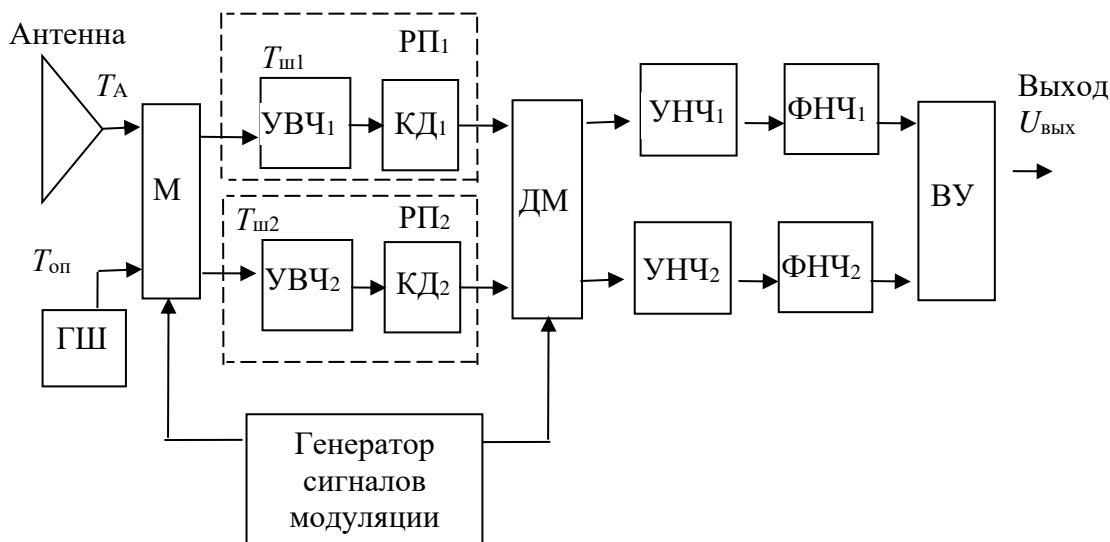 Антенна
TА
Tоп
ГШ
М
РП1
Tш1
УВЧ1
КД1
РП2
Tш2
УВЧ2
КД2
ДМ
УНЧ1
ФНЧ1
УНЧ2
ФНЧ2
ВУ
Выход
Uвых
Генератор
сигналов
модуляции